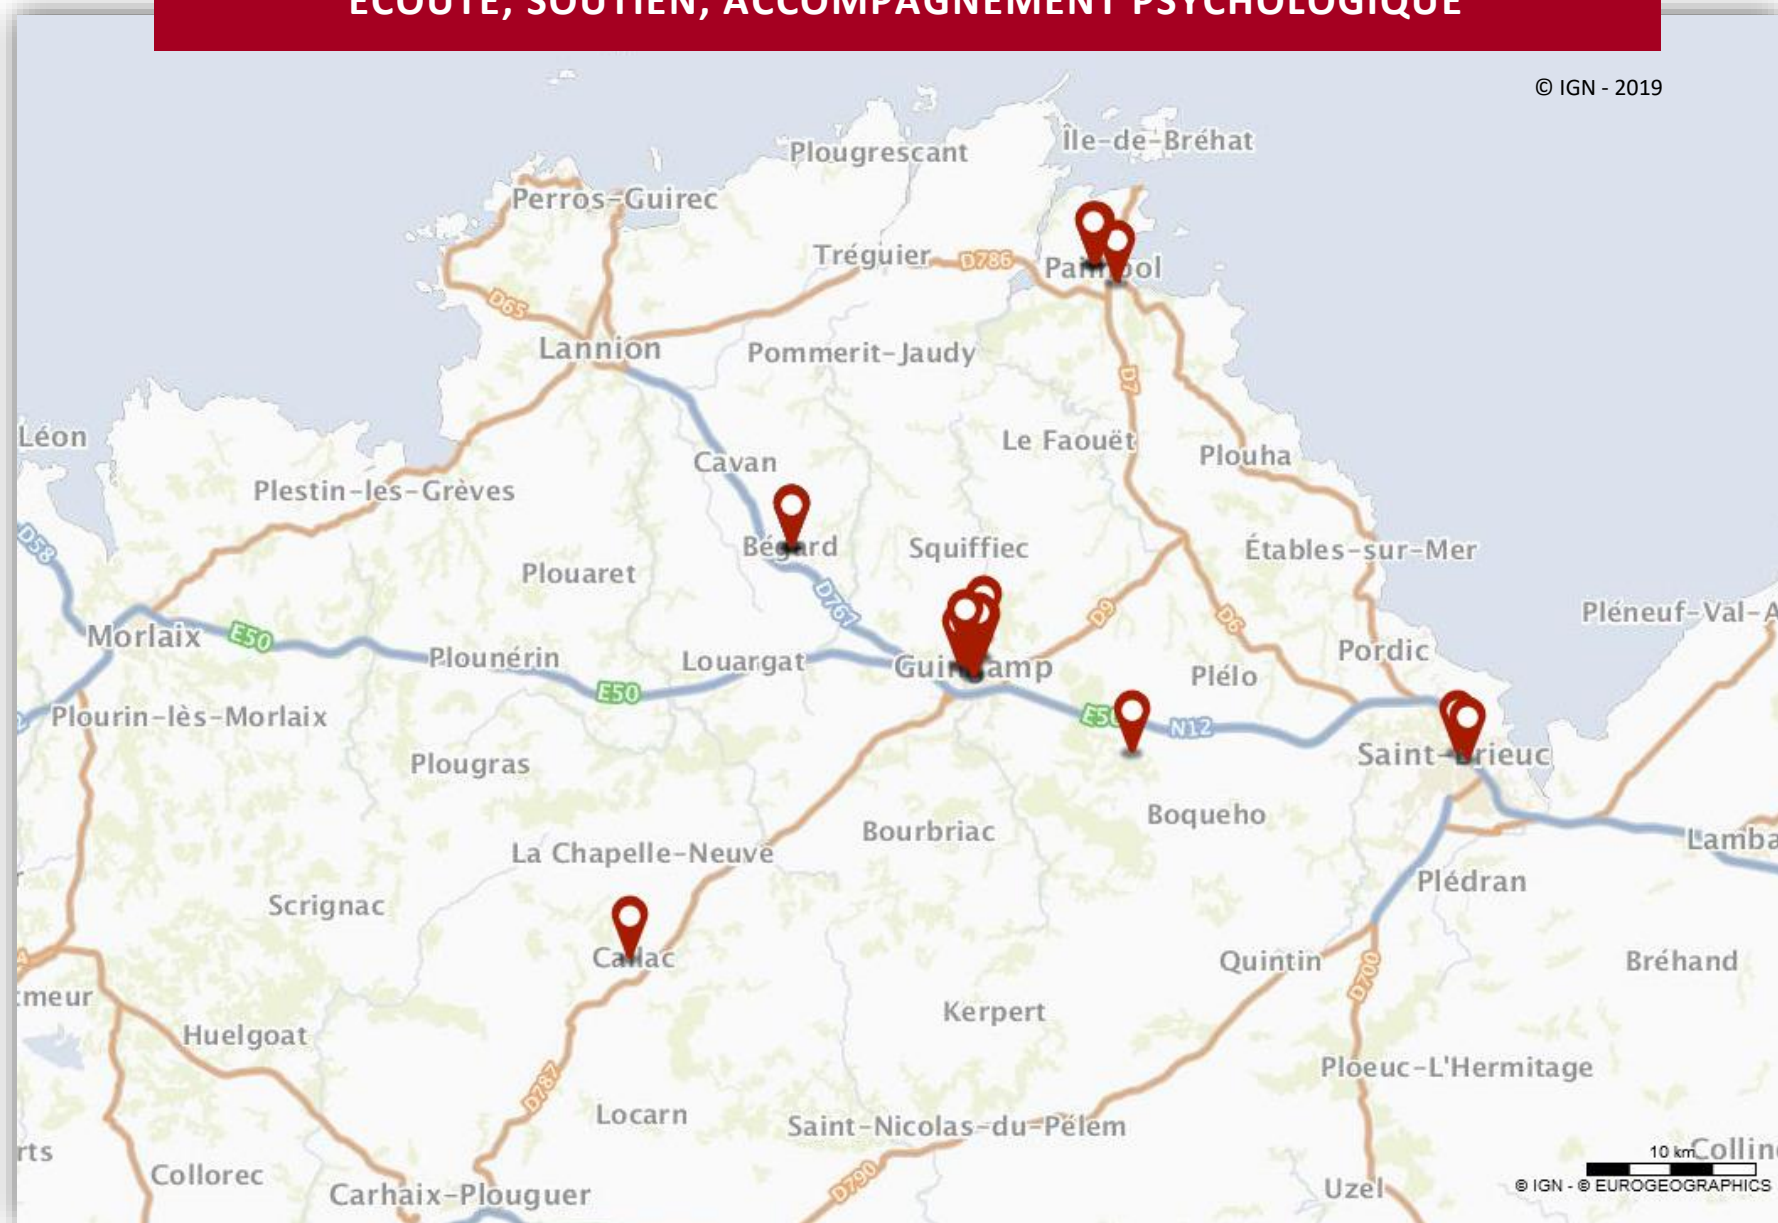 ÉCOUTE, SOUTIEN, ACCOMPAGNEMENT PSYCHOLOGIQUE
© IGN - 2019
Île-de-Bréhat
Plougrescant
Perros-Guirec
Tréguier
D786
D65
Lannion
Pommerit-Jaudy
D7
Léon
Le Faouët
Plouha
Cavan
Plestin-les-Grèves
D58
Bégard
Squiffiec
Étables-sur-Mer
Plouaret
D767
D9
D6
Pléneuf-Val-A
Morlaix
E50
Plounérin
Louargat
Guingamp
Pordic
Plélo
E50
Plourin-lès-Morlaix
E50
N12
Plougras
Saint-Brieuc
Boqueho
Bourbriac
La Chapelle-Neuve
Lamba
Plédran
Scrignac
Callac
Quintin
Bréhand
D700
meur
Kerpert
Huelgoat
Ploeuc-L'Hermitage
D787
Locarn
Saint-Nicolas-du-Pélem
rts
10 km
Collin
Collorec
D790
Carhaix-Plouguer
Uzel
© IGN - © EUROGEOGRAPHICS